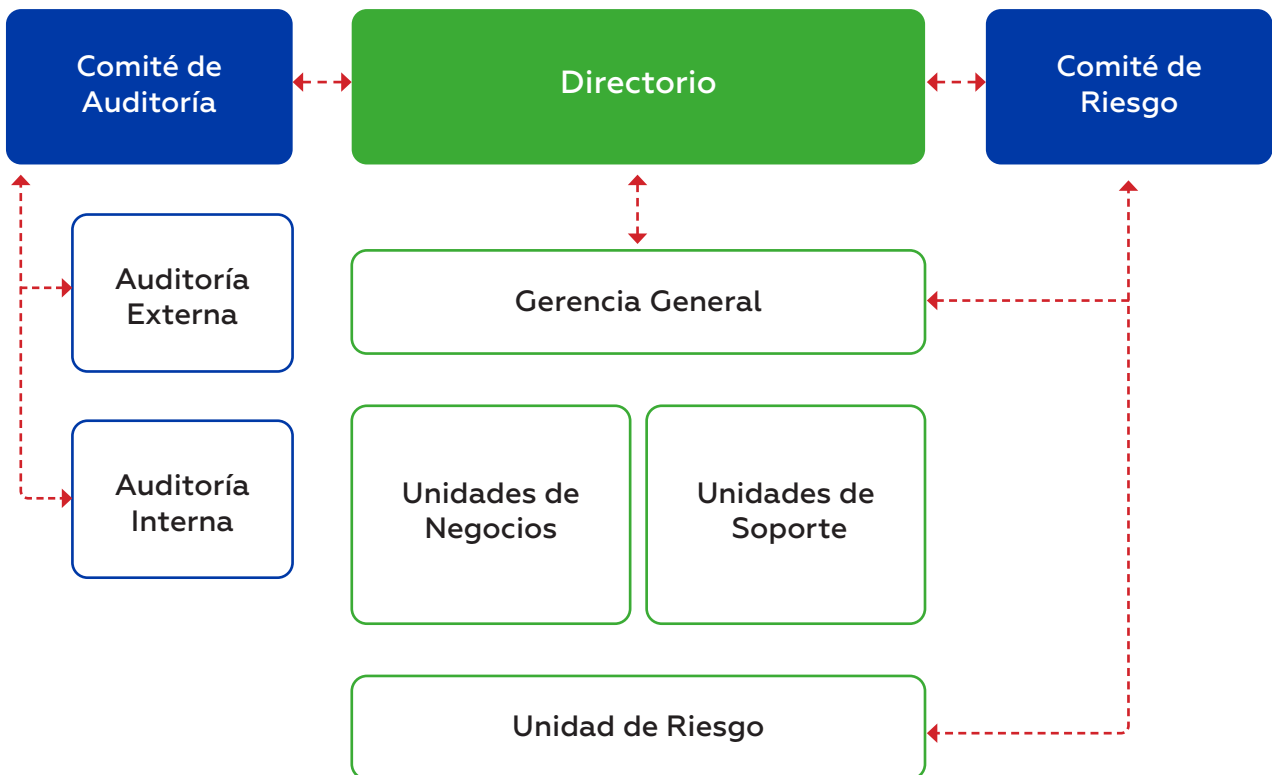 Comité de
Auditoría
Directorio
Comité de
Riesgo
Auditoría
Externa
Gerencia General
Auditoría
Interna
Unidades de
Negocios
Unidades de
Soporte
Unidad de Riesgo